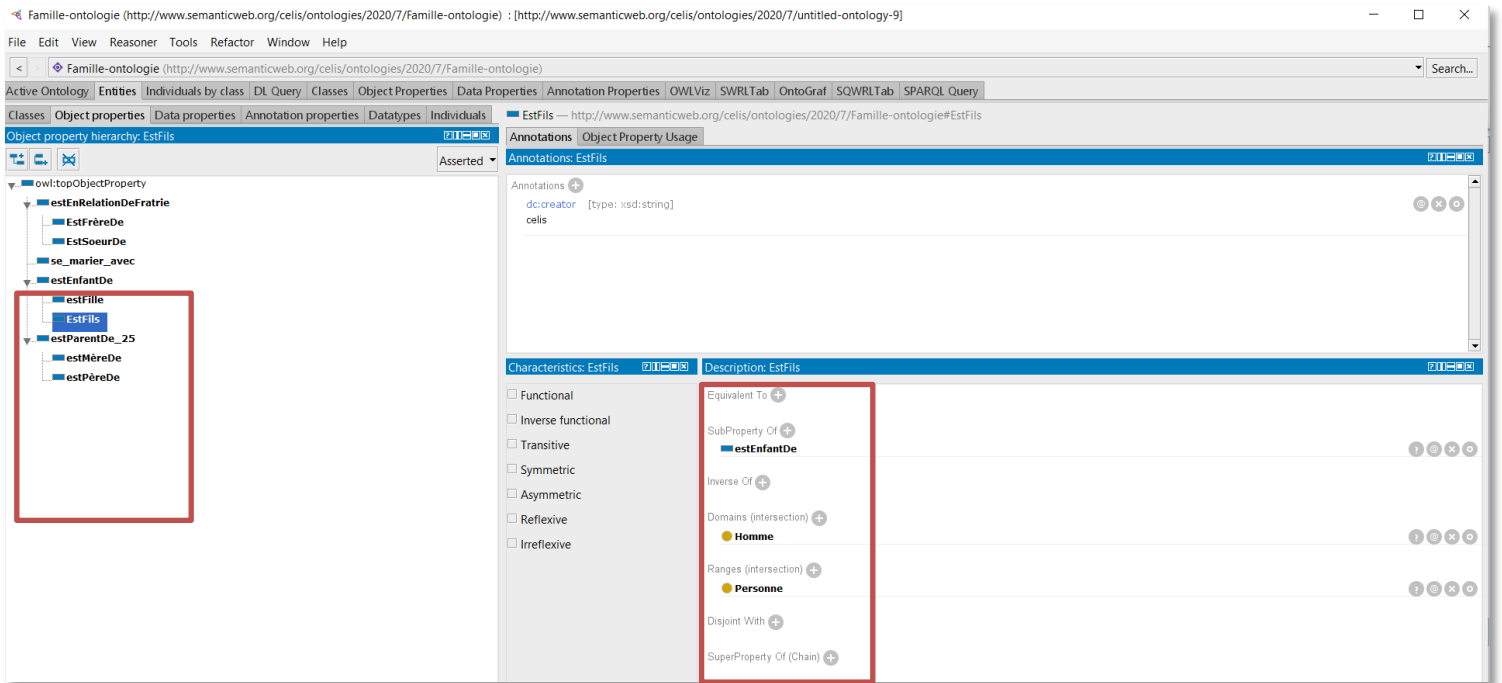 Famille-ontologie (http://www.semanticweb.org/celis/ontologies/2020/7/Famille-ontologie) : [http://www.semanticweb.org/celis/ontologies/2020/7/untitled-ontology-9]
File Edit View Reasoner Tools Refactor Window Help
< > Famille-ontologie (http://www.semanticweb.org/celis/ontologies/2020/7/Famille-ontologie) Search...
Active Ontology Entities Individuals by class DL Query Classes Object Properties Data Properties Annotation Properties OWLViz SWRLTab OntoGraf SQWRLTab SPARQL Query
Classes Object properties Data properties Annotation properties Datatypes Individuals
Object property hierarchy: EstFils
Asserted
owl:topObjectProperty
estEnRelationDeFratrie
EstFrèreDe
EstSoeurDe
se_marier_avec
estEnfantDe
estFille
EstFils
estParentDe_25
estMèreDe
estPèreDe
EstFils — http://www.semanticweb.org/celis/ontologies/2020/7/Famille-ontologie#EstFils
Annotations Object Property Usage
Annotations: EstFils
Annotations
dc:creator [type: xsd:string]
celis
Characteristics: EstFils
Functional
Inverse functional
Transitive
Symmetric
Asymmetric
Reflexive
Irreflexive
Description: EstFils
Equivalent To
SubProperty Of
estEnfantDe
Inverse Of
Domains (intersection)
Homme
Ranges (intersection)
Personne
Disjoint With
SuperProperty Of (Chain)